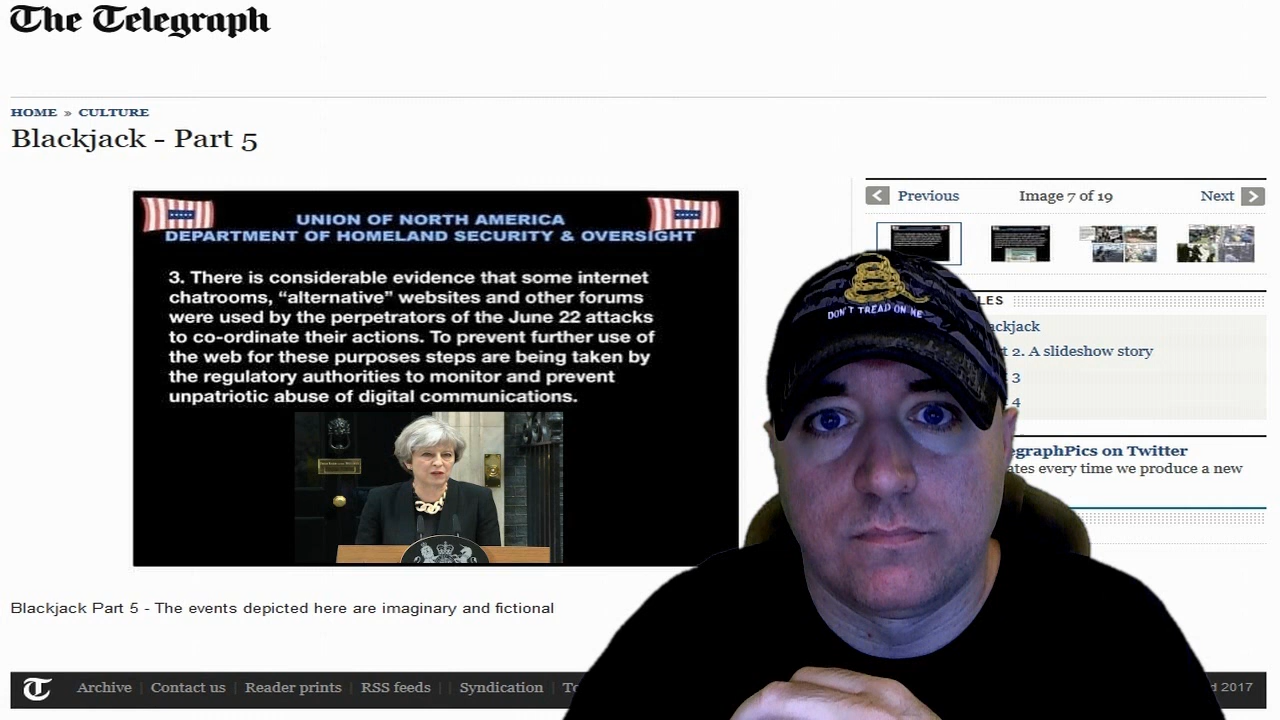 The Telegraph
HOME » CULTURE
Blackjack - Part 5
UNION OF NORTH AMERICA
DEPARTMENT OF HOMELAND SECURITY & OVERSIGHT
3. There is considerable evidence that some internet
chatrooms, “alternative” websites and other forums
were used by the perpetrators of the June 22 attacks
to co-ordinate their actions. To prevent further use of
the web for these purposes steps are being taken by
the regulatory authorities to monitor and prevent
unpatriotic abuse of digital communications.
Blackjack Part 5 - The events depicted here are imaginary and fictional
Previous Image 7 of 19 Next
DON'T TREAD ON ME
LES
ackjack
t 2. A slideshow story
3
4
egraphPics on Twitter
ates every time we produce a new
Archive | Contact us | Reader prints | RSS feeds | | Syndication | 2017